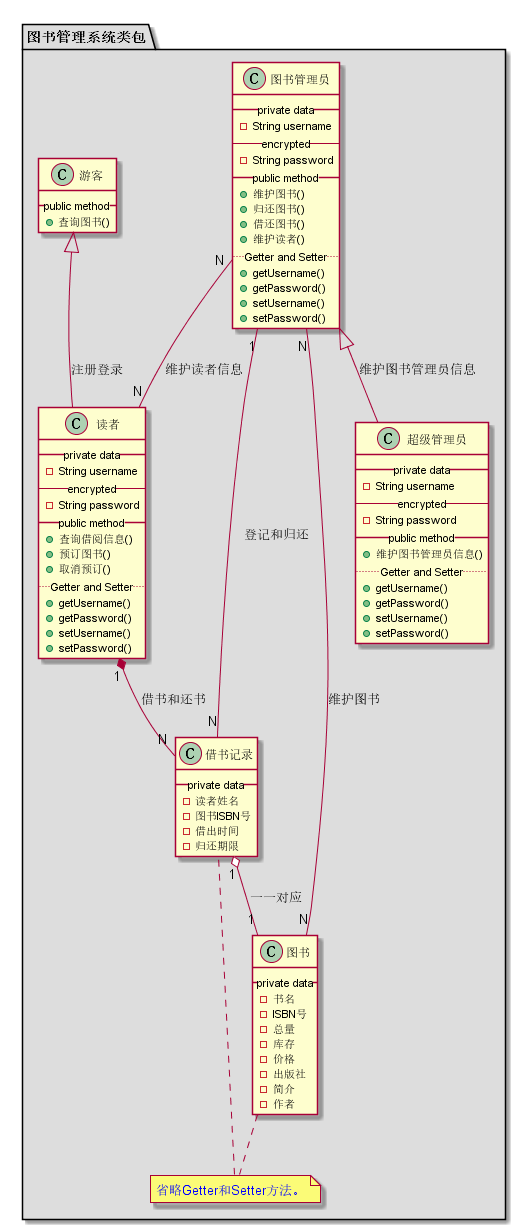 图书管理系统类包
C 图书管理员
private data
String username
encrypted
String password
public method
维护图书()
归还图书()
借还图书()
维护读者()
Getter and Setter
getUsername()
getPassword()
setUsername()
setPassword()
C 游客
public method
查询图书()
N
1
N
注册登录
维护读者信息
维护图书管理员信息
N
C 读者
private data
String username
encrypted
String password
public method
查询借阅信息()
预订图书()
取消预订()
Getter and Setter
getUsername()
getPassword()
setUsername()
setPassword()
C 超级管理员
private data
String username
encrypted
String password
public method
维护图书管理员信息()
Getter and Setter
getUsername()
getPassword()
setUsername()
setPassword()
登记和归还
1
借书和还书
维护图书
N
N
C 借书记录
private data
读者姓名
图书ISBN号
借出时间
归还期限
1
一一对应
1
N
C 图书
private data
书名
ISBN号
总量
库存
价格
出版社
简介
作者
省略Getter和Setter方法。